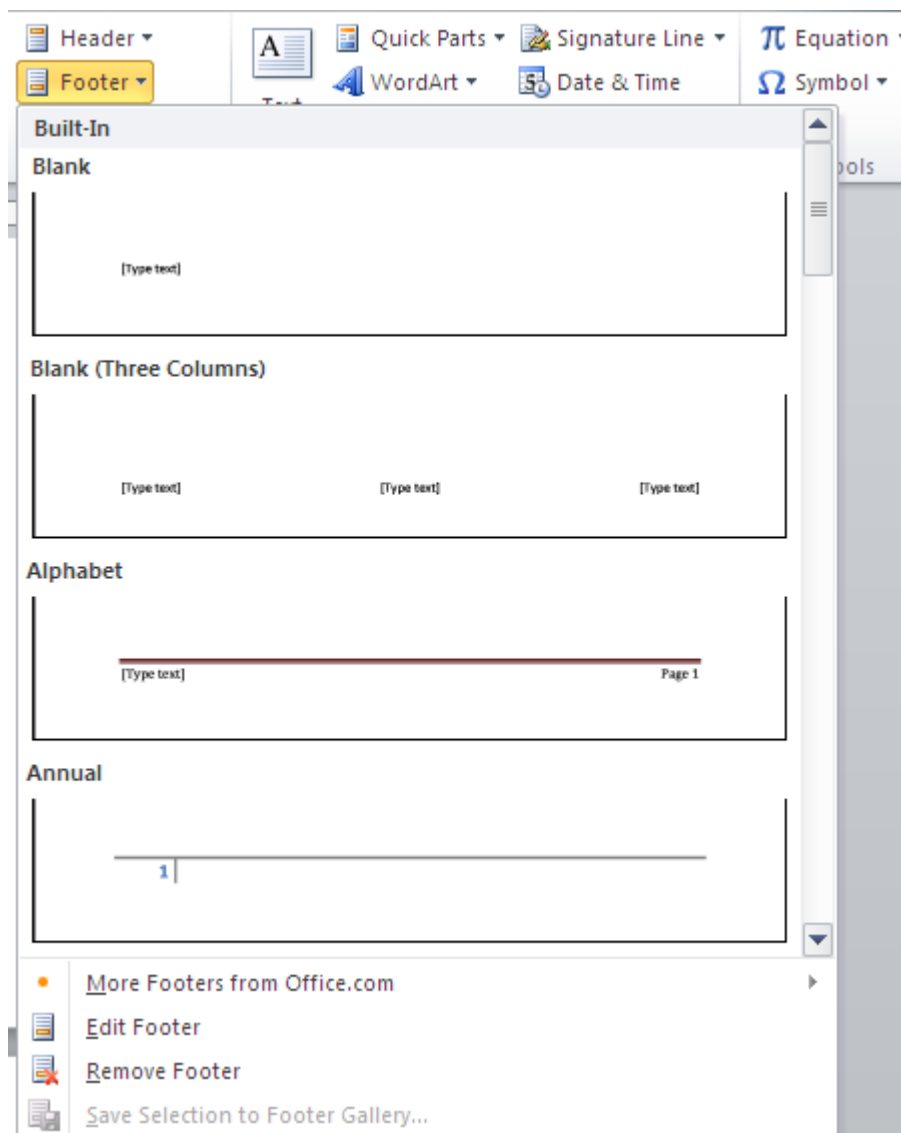 Header Quick Parts Signature Line π Equation
Footer A WordArt Date & Time Ω Symbol
Built-In
Blank
[Type text]
Blank (Three Columns)
[Type text] [Type text] [Type text]
Alphabet
[Type text] Page 1
Annual
1
More Footers from Office.com
Edit Footer
Remove Footer
Save Selection to Footer Gallery...